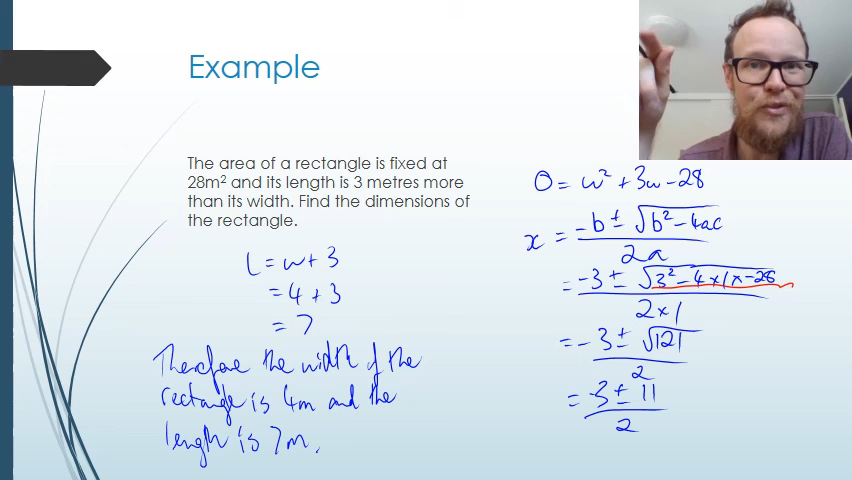 Example
The area of a rectangle is fixed at
28m² and its length is 3 metres more
than its width. Find the dimensions of
the rectangle.
L = w + 3
= 4 + 3
= 7
Therefore the width of the
rectangle is 4m and the
length is 7m.
0 = w² + 3w - 28
x = -b ± √b² - 4ac
2a
= -3 ± √3² - 4 × 1 × -28
2 × 1
= -3 ± √121
2
= -3 ± 11
2